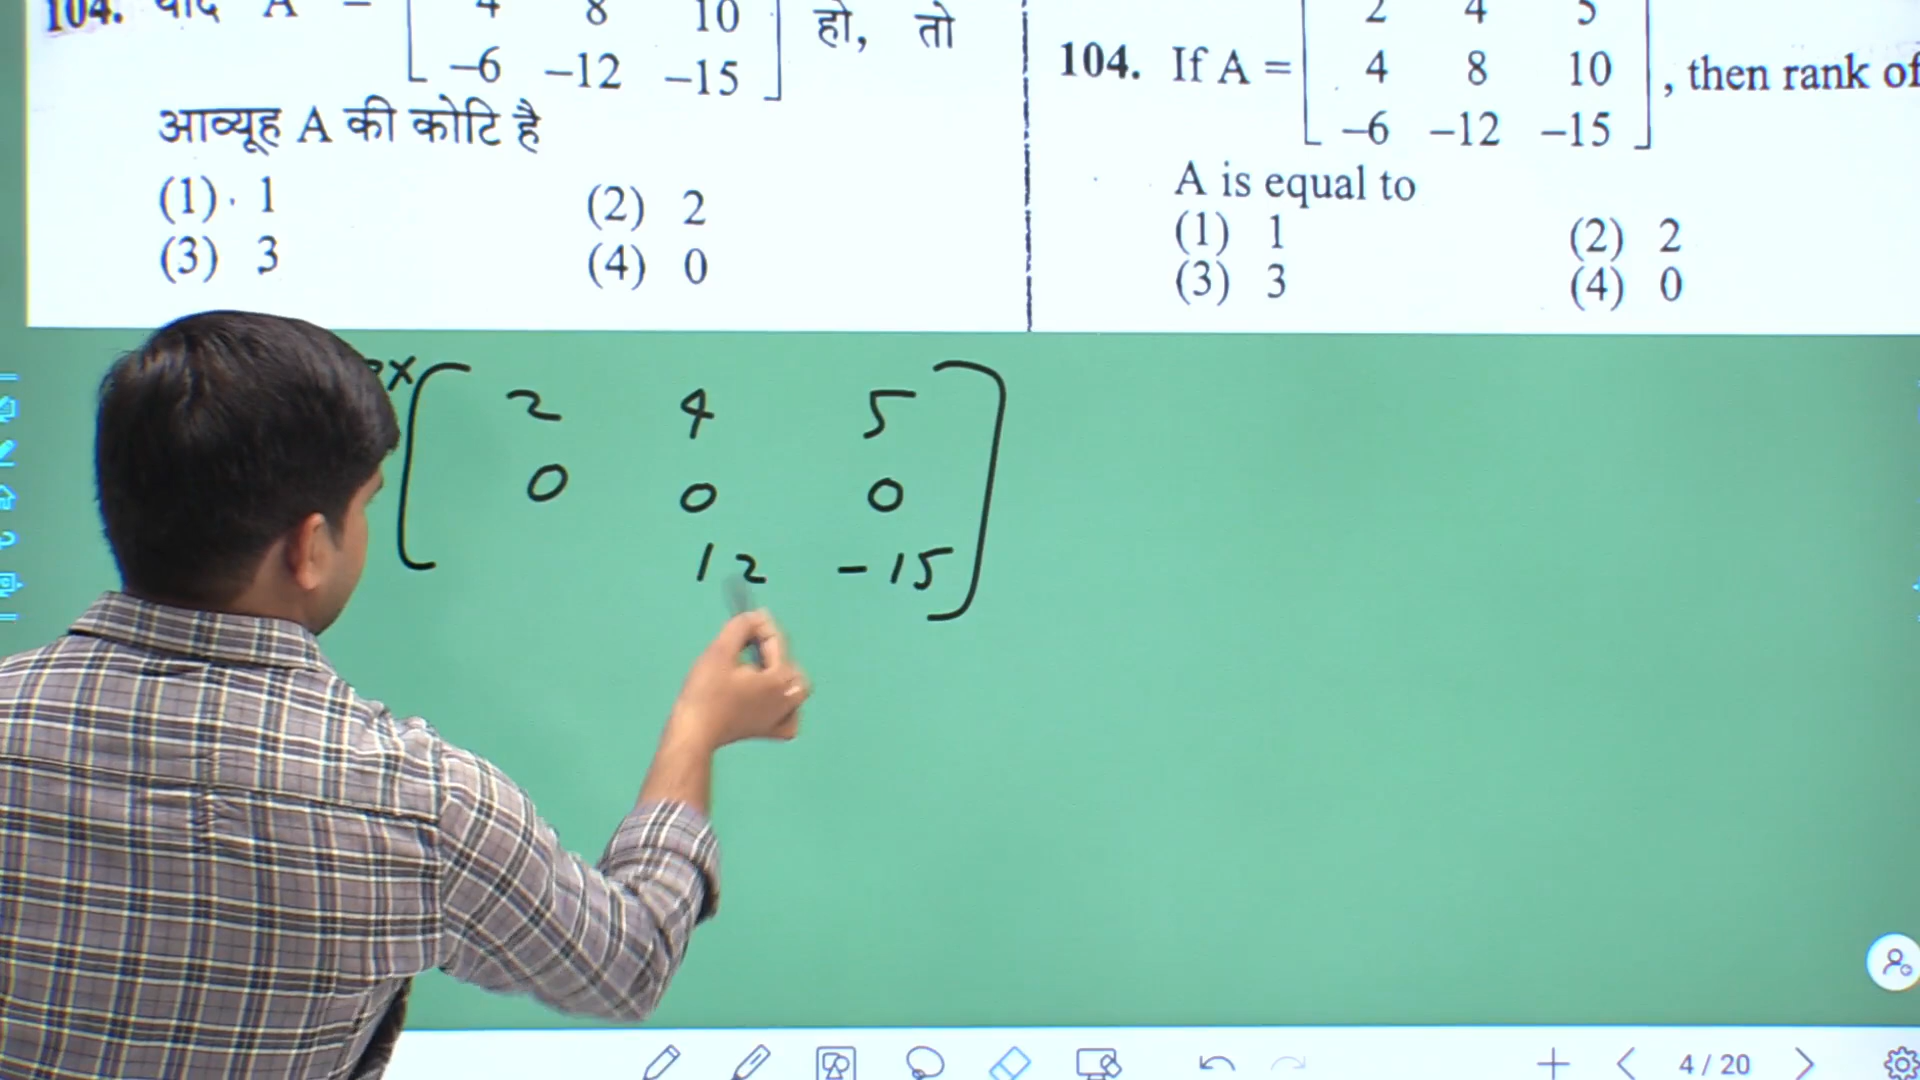 104. यदि A =
4 8 10
–6 –12 –15
हो, तो
आव्यूह A की कोटि है
(1) 1 (2) 2
(3) 3 (4) 0
2 4 5
104. If A = 4 8 10 , then rank of
–6 –12 –15
A is equal to
(1) 1 (2) 2
(3) 3 (4) 0
x
2 4 5
0 0 0
12 -15
4 / 20